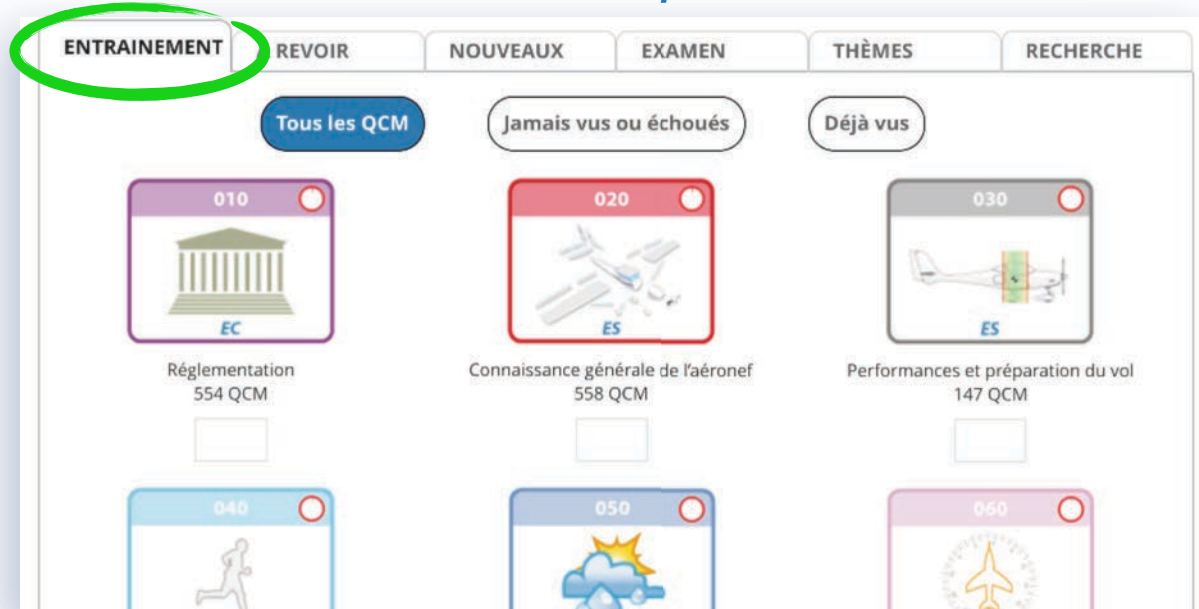 ENTRAINEMENT REVOIR NOUVEAUX EXAMEN THÈMES RECHERCHE
Tous les QCM Jamais vus ou échoués Déjà vus
010 020 030
EC ES ES
Réglementation Connaissance générale de l'aéronef Performances et préparation du vol
554 QCM 558 QCM 147 QCM
040 050 060